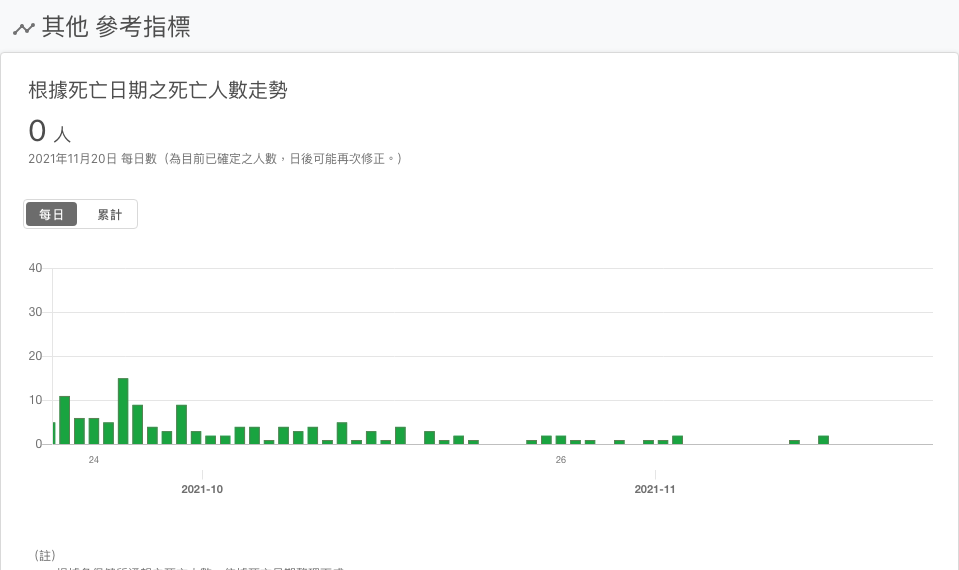 其他 參考指標
根據死亡日期之死亡人數走勢
0 人
2021年11月20日 每日數（為目前已確定之人數，日後可能再次修正。）
每日 累計
40
30
20
10
0
24 26
2021-10 2021-11
（註）